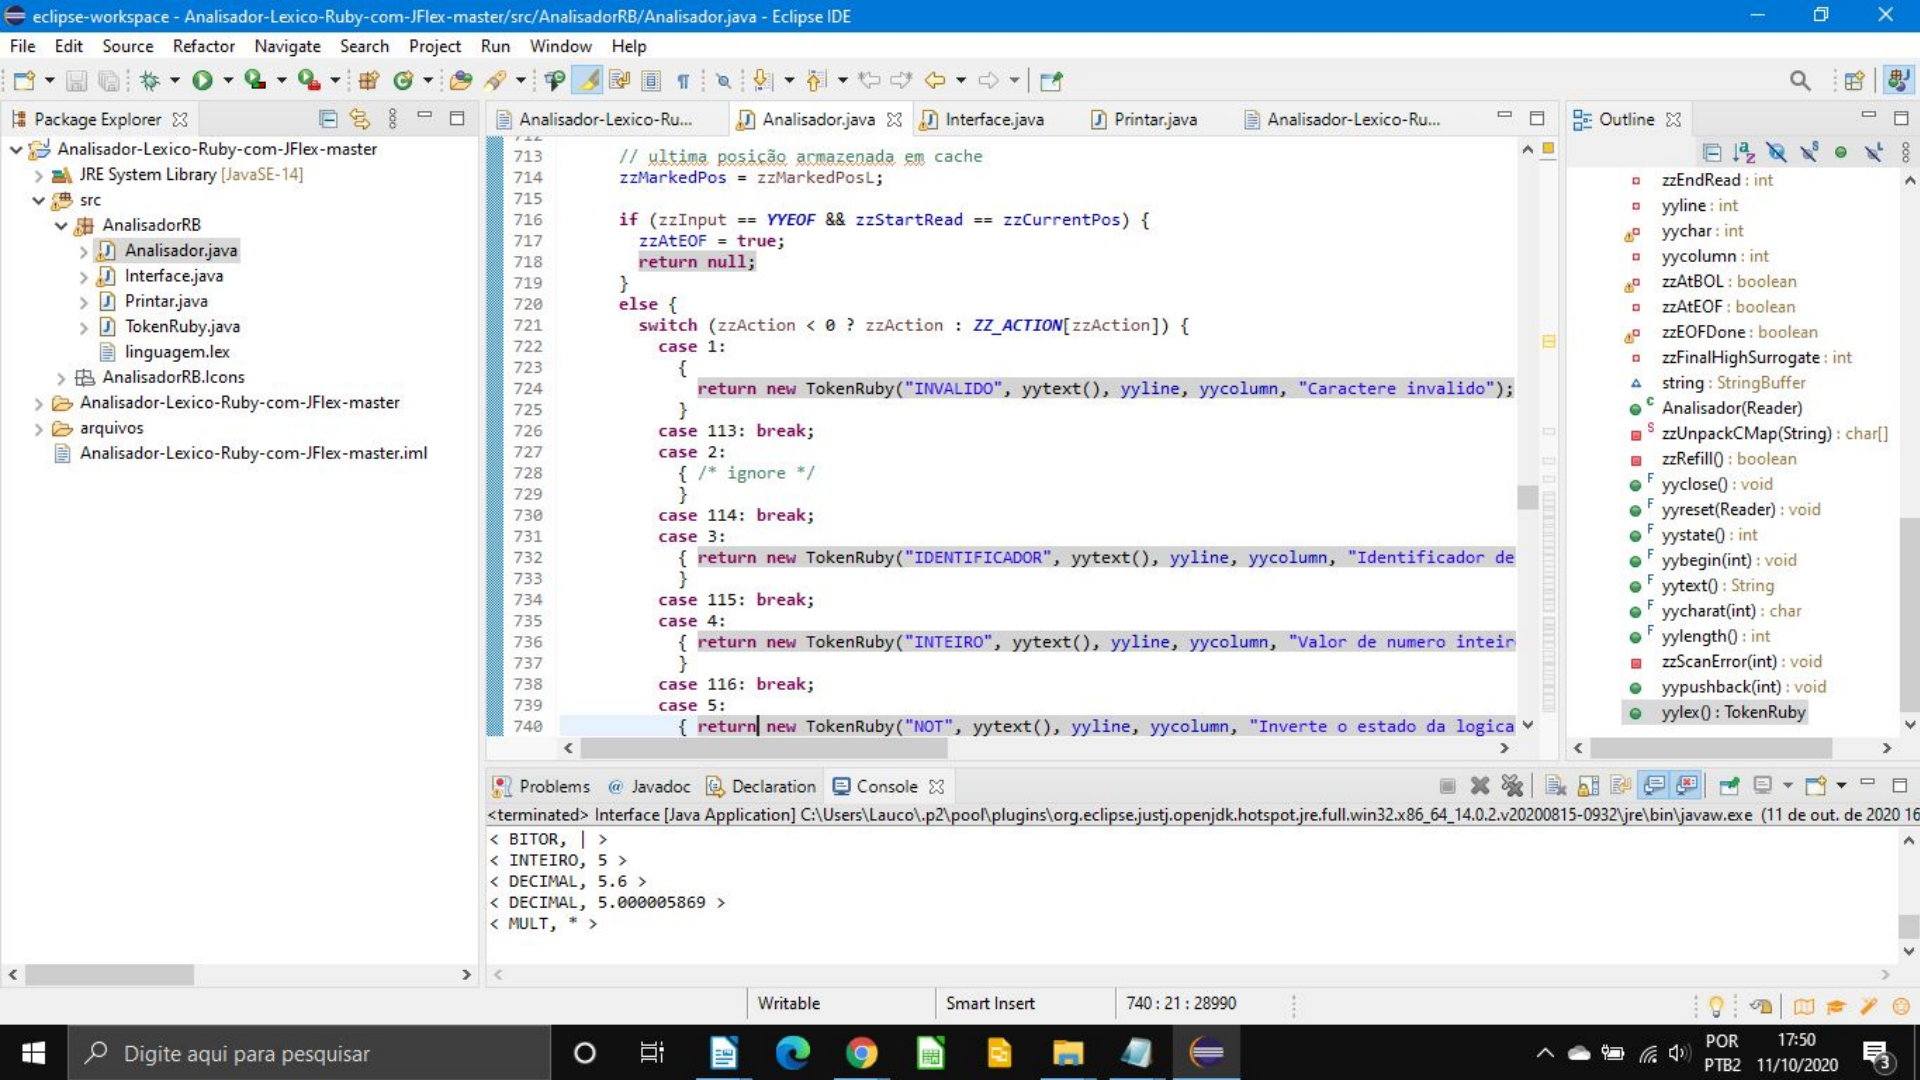 eclipse-workspace - Analisador-Lexico-Ruby-com-JFlex-master/src/AnalisadorRB/Analisador.java - Eclipse IDE
File Edit Source Refactor Navigate Search Project Run Window Help
Package Explorer
Analisador-Lexico-Ruby-com-JFlex-master
JRE System Library [JavaSE-14]
src
AnalisadorRB
Analisador.java
Interface.java
Printar.java
TokenRuby.java
linguagem.lex
AnalisadorRB.Icons
Analisador-Lexico-Ruby-com-JFlex-master
arquivos
Analisador-Lexico-Ruby-com-JFlex-master.iml
Analisador-Lexico-Ru... Analisador.java Interface.java Printar.java Analisador-Lexico-Ru...
713 // ultima posição armazenada em cache
714 zzMarkedPos = zzMarkedPosL;
715
716 if (zzInput == YYEOF && zzStartRead == zzCurrentPos) {
717 zzAtEOF = true;
718 return null;
719 }
720 else {
721 switch (zzAction < 0 ? zzAction : ZZ_ACTION[zzAction]) {
722 case 1:
723 {
724 return new TokenRuby("INVALIDO", yytext(), yyline, yycolumn, "Caractere invalido");
725 }
726 case 113: break;
727 case 2:
728 { /* ignore */
729 }
730 case 114: break;
731 case 3:
732 { return new TokenRuby("IDENTIFICADOR", yytext(), yyline, yycolumn, "Identificador de
733 }
734 case 115: break;
735 case 4:
736 { return new TokenRuby("INTEIRO", yytext(), yyline, yycolumn, "Valor de numero inteir
737 }
738 case 116: break;
739 case 5:
740 { return new TokenRuby("NOT", yytext(), yyline, yycolumn, "Inverte o estado da logica
Outline
zzEndRead : int
yyline : int
yychar : int
yycolumn : int
zzAtBOL : boolean
zzAtEOF : boolean
zzEOFDone : boolean
zzFinalHighSurrogate : int
string : StringBuffer
Analisador(Reader)
zzUnpackCMap(String) : char[]
zzRefill() : boolean
yyclose() : void
yyreset(Reader) : void
yystate() : int
yybegin(int) : void
yytext() : String
yycharat(int) : char
yylength() : int
zzScanError(int) : void
yypushback(int) : void
yylex() : TokenRuby
Problems @ Javadoc Declaration Console
<terminated> Interface [Java Application] C:\Users\Lauco\.p2\pool\plugins\org.eclipse.justj.openjdk.hotspot.jre.full.win32.x86_64_14.0.2.v20200815-0932\jre\bin\javaw.exe (11 de out. de 2020 16
< BITOR, | >
< INTEIRO, 5 >
< DECIMAL, 5.6 >
< DECIMAL, 5.000005869 >
< MULT, * >
Writable Smart Insert 740 : 21 : 28990
Digite aqui para pesquisar
POR 17:50
PTB2 11/10/2020 3